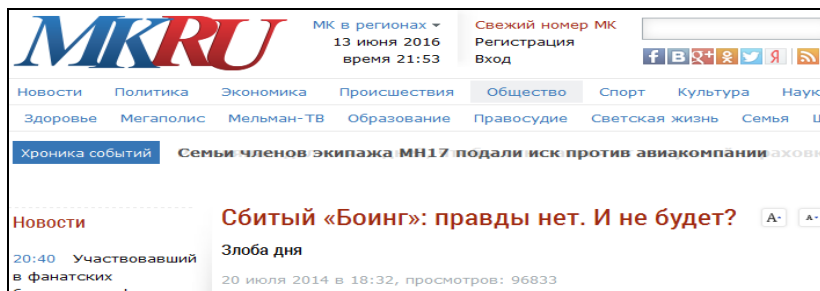 MKRU
МК в регионах
13 июня 2016
время 21:53
Свежий номер МК
Регистрация
Вход
Новости Политика Экономика Происшествия Общество Спорт Культура
Здоровье Мегаполис Мельман-ТВ Образование Правосудие Светская жизнь Семья
Хроника событий Семьи членов экипажа МН17 подали иск против авиакомпании
Новости
20:40 Участвовавший
в фанатских
Сбитый «Боинг»: правды нет. И не будет?
A- A-
Злоба дня
20 июля 2014 в 18:32, просмотров: 96833